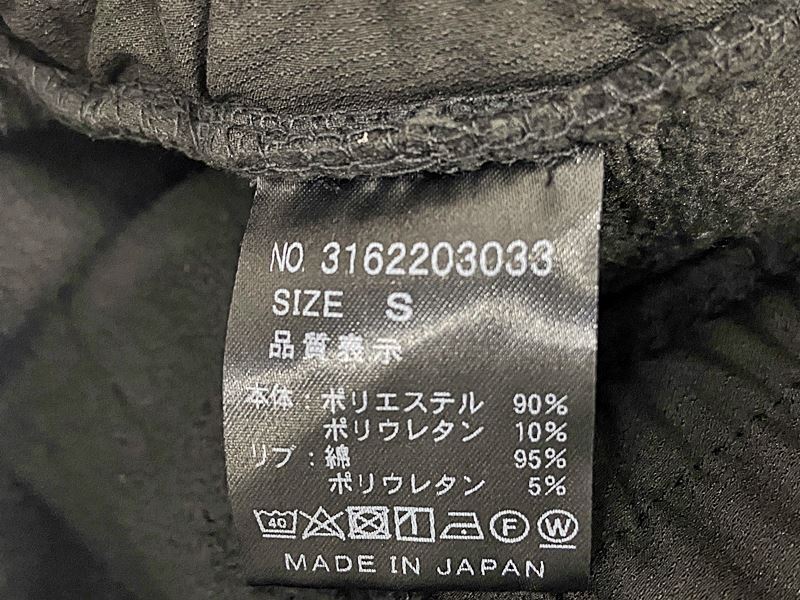 NO. 3162203033
SIZE S
品質表示
本体：ポリエステル 90%
ポリウレタン 10%
リブ：綿 95%
ポリウレタン 5%
40 F W
MADE IN JAPAN